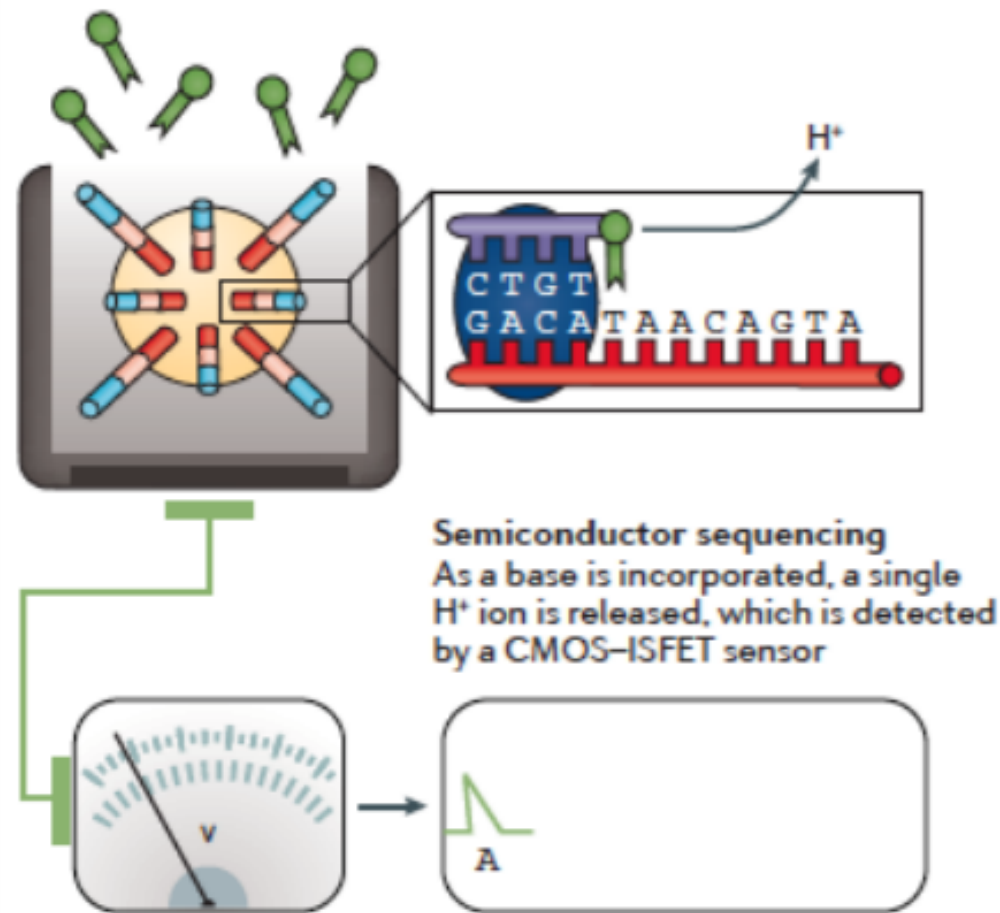 H⁺
C T G T
G A C A T A A C A G T A
Semiconductor sequencing
As a base is incorporated, a single
H⁺ ion is released, which is detected
by a CMOS–ISFET sensor
V
A